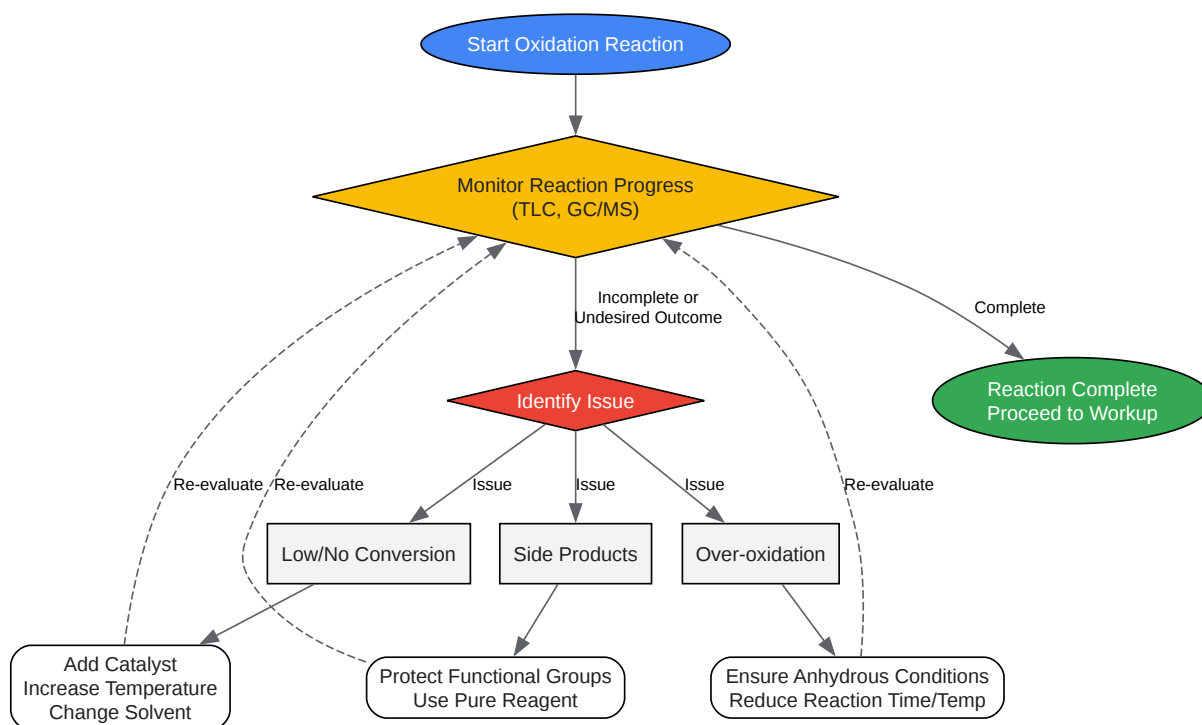 Start Oxidation Reaction
Monitor Reaction Progress
(TLC, GC/MS)
Incomplete or
Undesired Outcome
Complete
Identify Issue
Reaction Complete
Proceed to Workup
Re-evaluate
Re-evaluate
Issue
Issue
Issue
Re-evaluate
Low/No Conversion
Side Products
Over-oxidation
Add Catalyst
Increase Temperature
Change Solvent
Protect Functional Groups
Use Pure Reagent
Ensure Anhydrous Conditions
Reduce Reaction Time/Temp